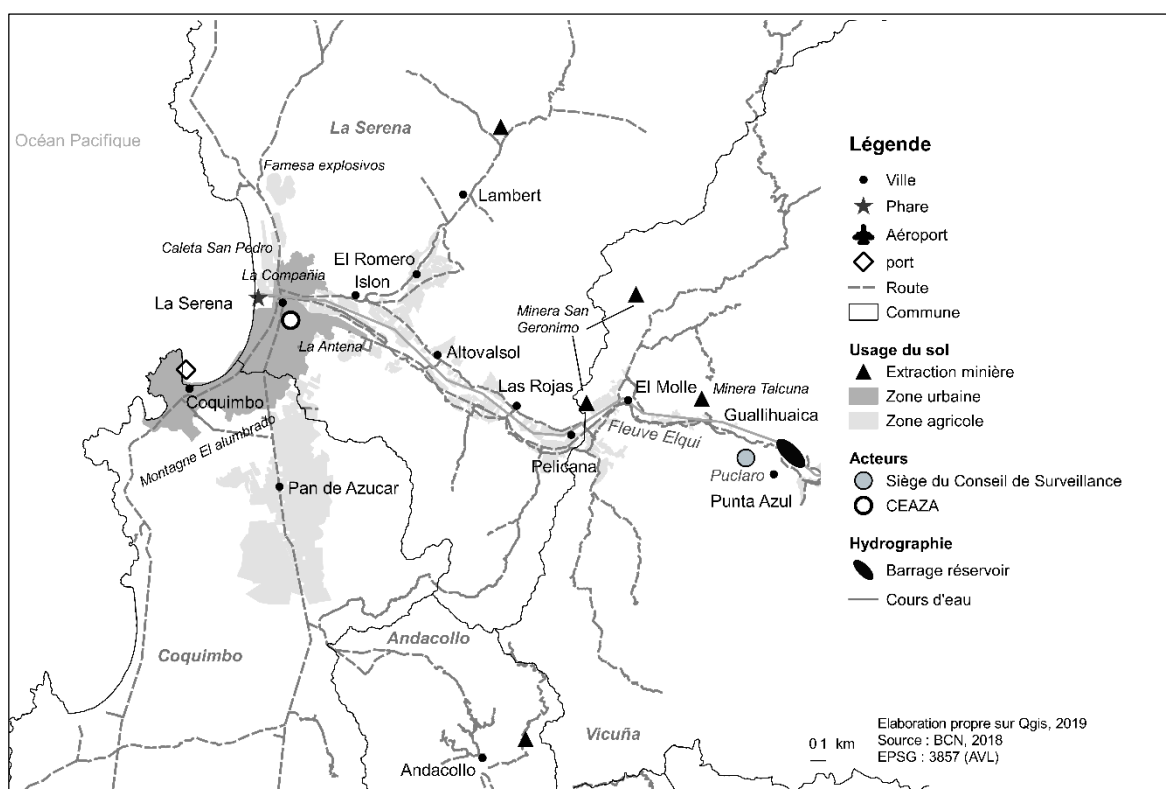 Océan Pacifique
La Serena
Famesa explosivos
Lambert
Caleta San Pedro
El Romero
La Compañia
Islon
La Serena
Minera San
Geronimo
La Antena
Altovalsol
Las Rojas
El Molle
Minera Talcuna
Coquimbo
Guallihuaica
Fleuve Elqui
Montagne El alumbrado
Pelicana
Puclaro
Pan de Azucar
Punta Azul
Andacollo
Coquimbo
Vicuña
Andacollo
Légende
Ville
Phare
Aéroport
port
Route
Commune
Usage du sol
Extraction minière
Zone urbaine
Zone agricole
Acteurs
Siège du Conseil de Surveillance
CEAZA
Hydrographie
Barrage réservoir
Cours d'eau
Elaboration propre sur Qgis, 2019
Source : BCN, 2018
EPSG : 3857 (AVL)
0 1 km